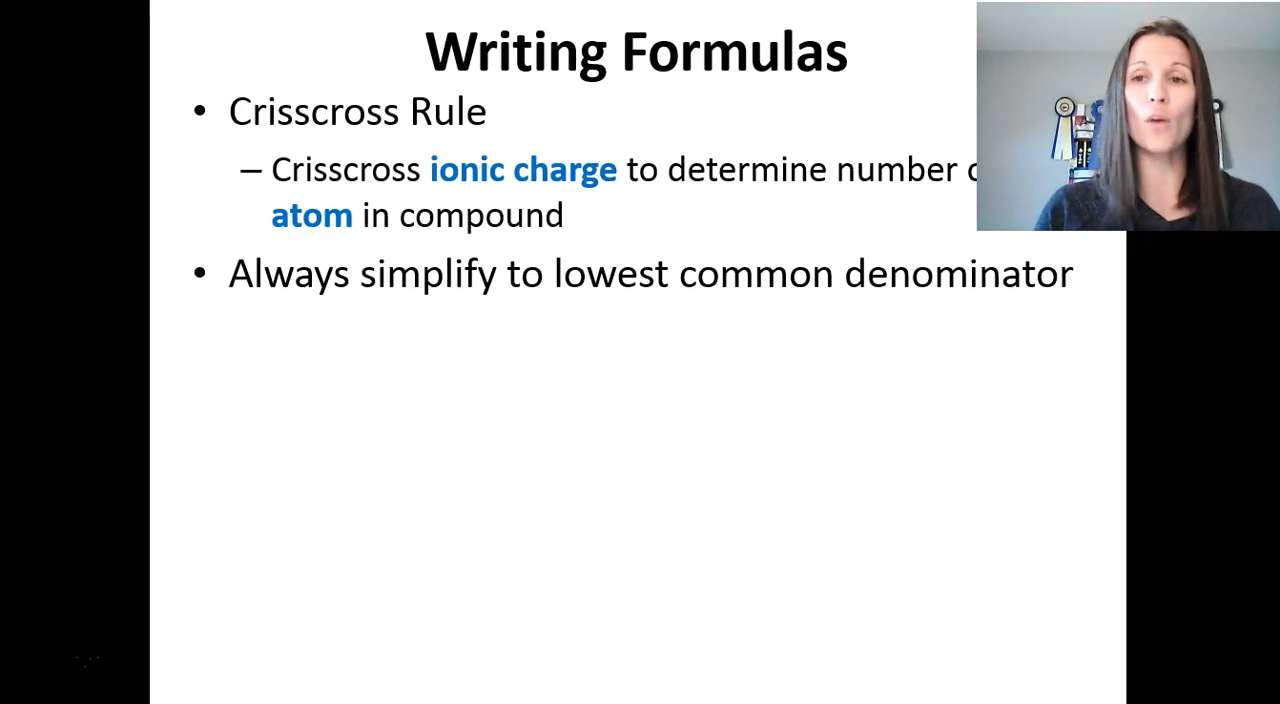 Writing Formulas
• Crisscross Rule
– Crisscross ionic charge to determine number
atom in compound
• Always simplify to lowest common denominator